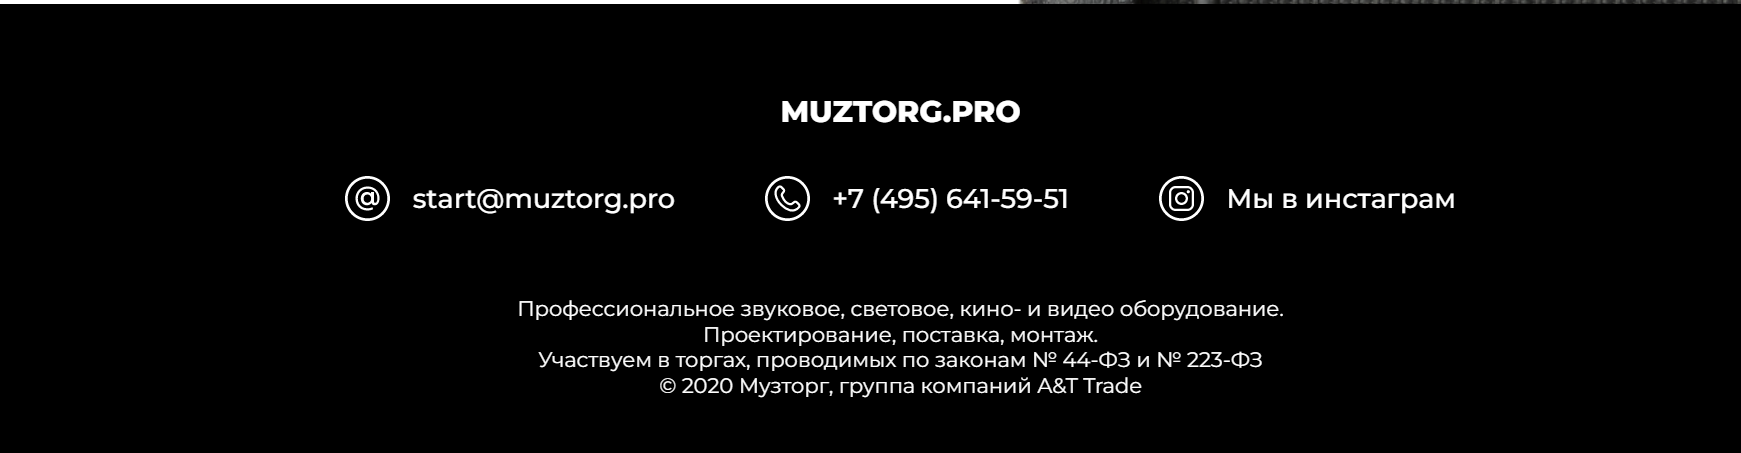 MUZTORG.PRO
start@muztorg.pro
+7 (495) 641-59-51
Мы в инстаграм
Профессиональное звуковое, световое, кино- и видео оборудование.
Проектирование, поставка, монтаж.
Участвуем в торгах, проводимых по законам № 44-ФЗ и № 223-ФЗ
© 2020 Музторг, группа компаний A&T Trade